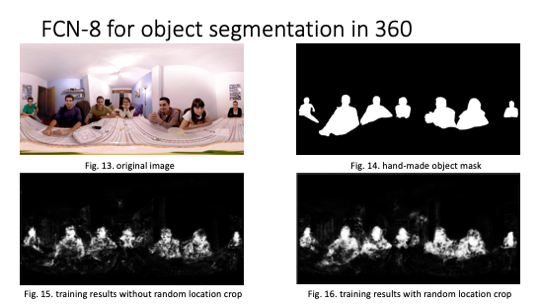 FCN-8 for object segmentation in 360
Fig. 13. original image
Fig. 14. hand-made object mask
Fig. 15. training results without random location crop
Fig. 16. training results with random location crop